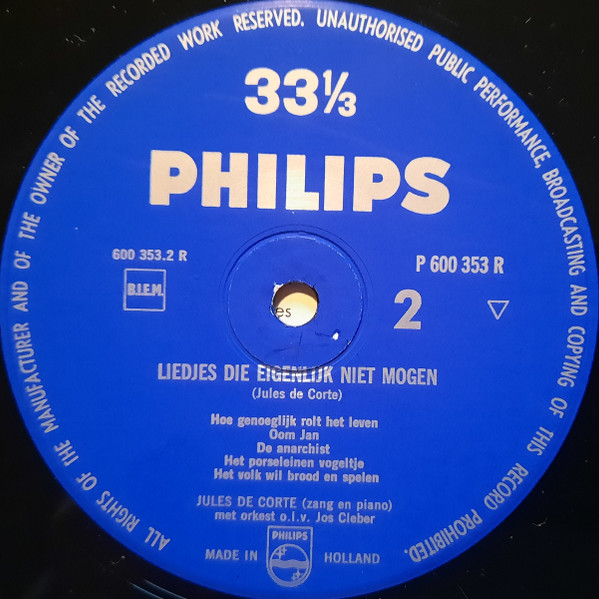 ALL RIGHTS OF THE MANUFACTURER AND OF THE OWNER OF THE RECORDED WORK RESERVED. UNAUTHORISED PUBLIC PERFORMANCE, BROADCASTING AND COPYING OF THIS RECORD PROHIBITED.
33⅓
PHILIPS
600 353.2 R
P 600 353 R
B.I.E.M.
2
es
LIEDJES DIE EIGENLIJK NIET MOGEN
(Jules de Corte)
Hoe genoeglijk rolt het leven
Oom Jan
De anarchist
Het porseleinen vogeltje
Het volk wil brood en spelen
JULES DE CORTE (zang en piano)
met orkest o.l.v. Jos Cleber
PHILIPS
MADE IN HOLLAND